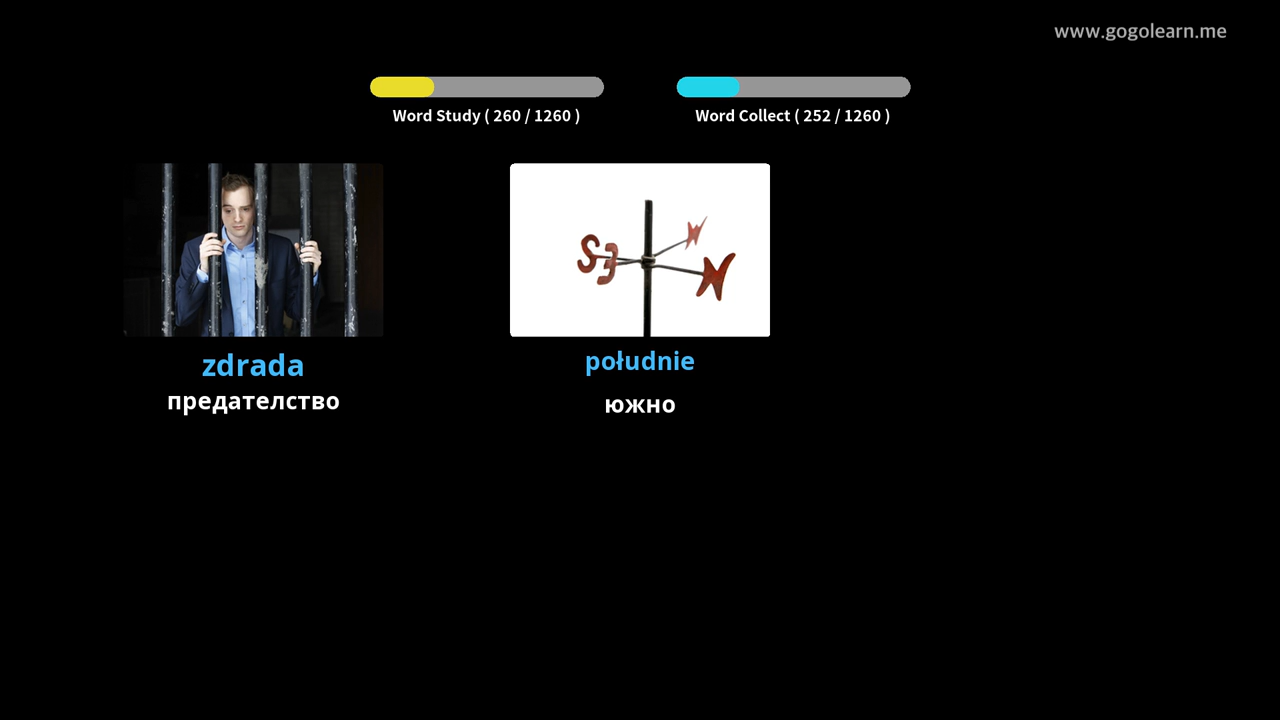 www.gogolearn.me
Word Study ( 260 / 1260 )
Word Collect ( 252 / 1260 )
S
E
N
zdrada
południe
предателство
южно